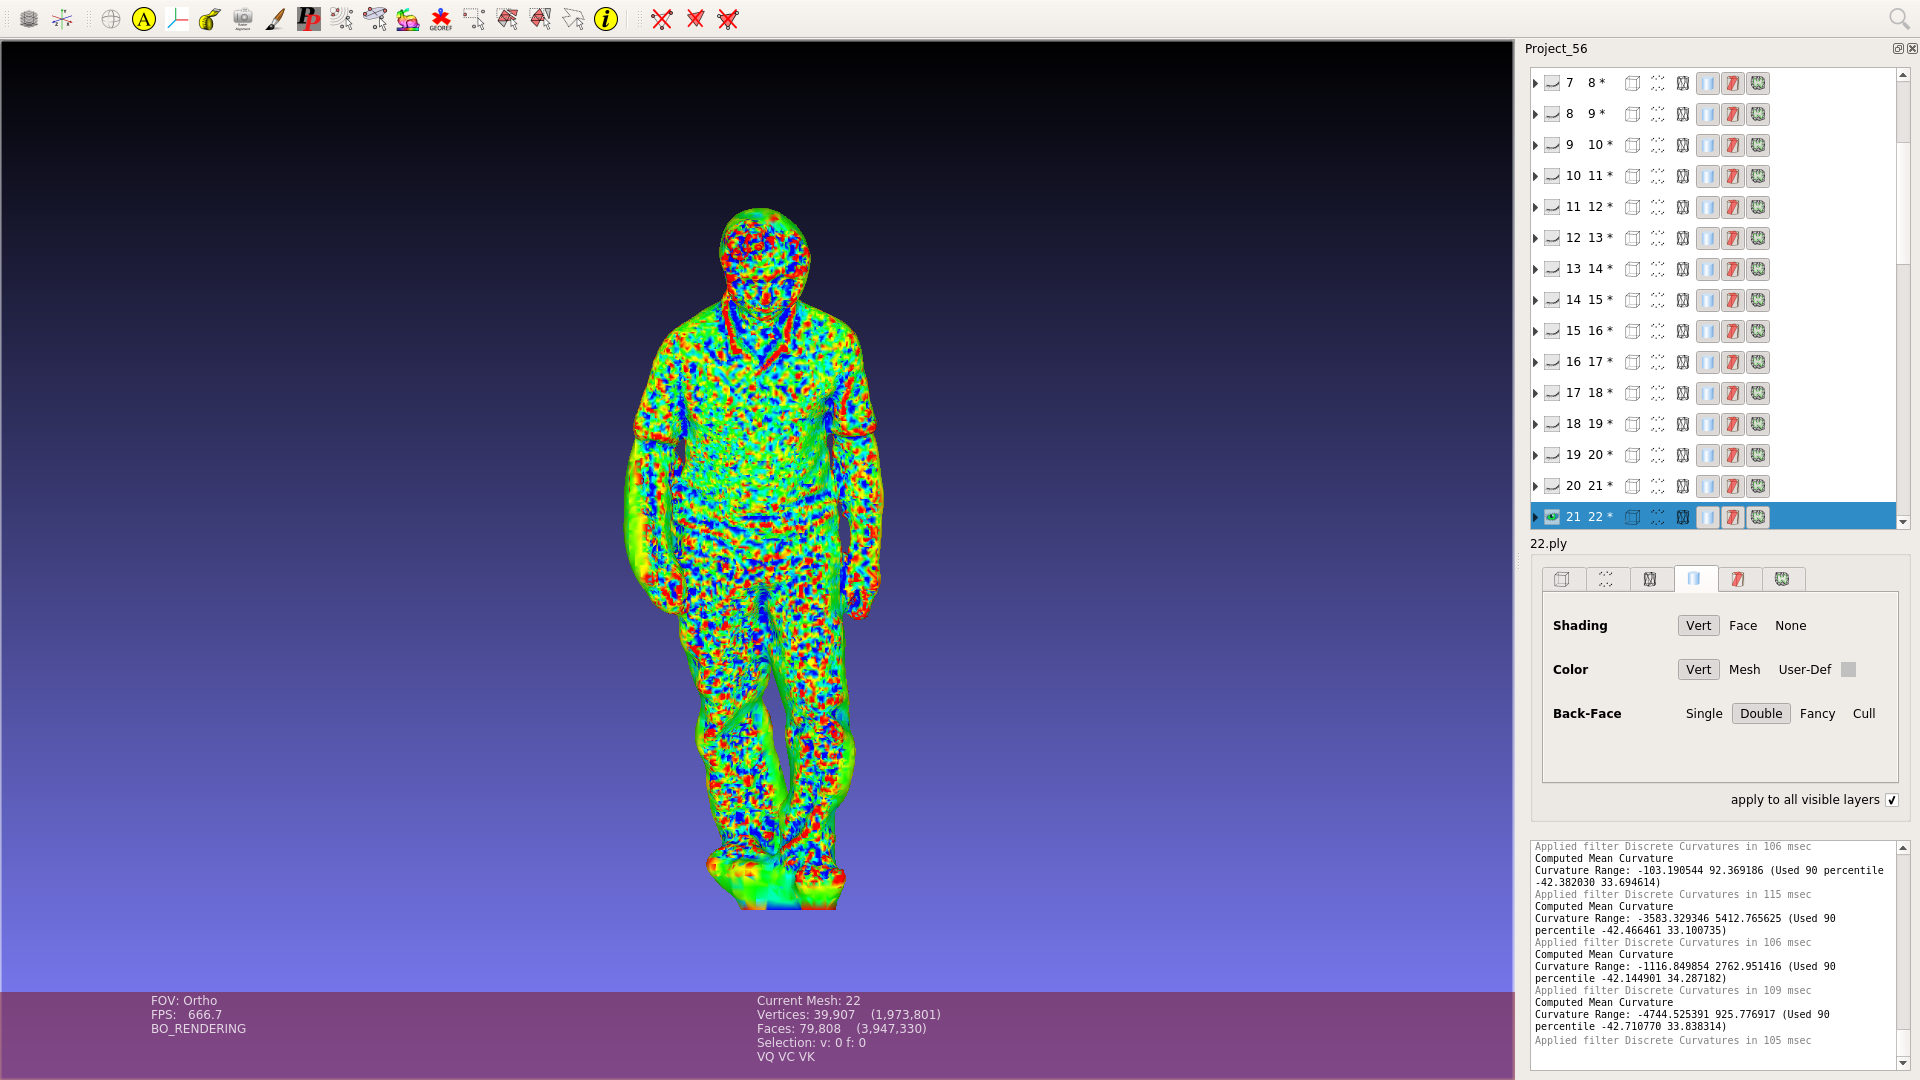 A
PP
GEOREF
i
Project_56
7 8 *
8 9 *
9 10 *
10 11 *
11 12 *
12 13 *
13 14 *
14 15 *
15 16 *
16 17 *
17 18 *
18 19 *
19 20 *
20 21 *
21 22 *
22.ply
Shading Vert Face None
Color Vert Mesh User-Def
Back-Face Single Double Fancy Cull
apply to all visible layers
Applied filter Discrete Curvatures in 106 msec
Computed Mean Curvature
Curvature Range: -103.190544 92.369186 (Used 90 percentile
-42.382030 33.694614)
Applied filter Discrete Curvatures in 115 msec
Computed Mean Curvature
Curvature Range: -3583.329346 5412.765625 (Used 90
percentile -42.466461 33.100735)
Applied filter Discrete Curvatures in 106 msec
Computed Mean Curvature
Curvature Range: -1116.849854 2762.951416 (Used 90
percentile -42.144901 34.287182)
Applied filter Discrete Curvatures in 109 msec
Computed Mean Curvature
Curvature Range: -4744.525391 925.776917 (Used 90
percentile -42.710770 33.838314)
Applied filter Discrete Curvatures in 105 msec
FOV: Ortho
FPS: 666.7
BO_RENDERING
Current Mesh: 22
Vertices: 39,907 (1,973,801)
Faces: 79,808 (3,947,330)
Selection: v: 0 f: 0
VQ VC VK